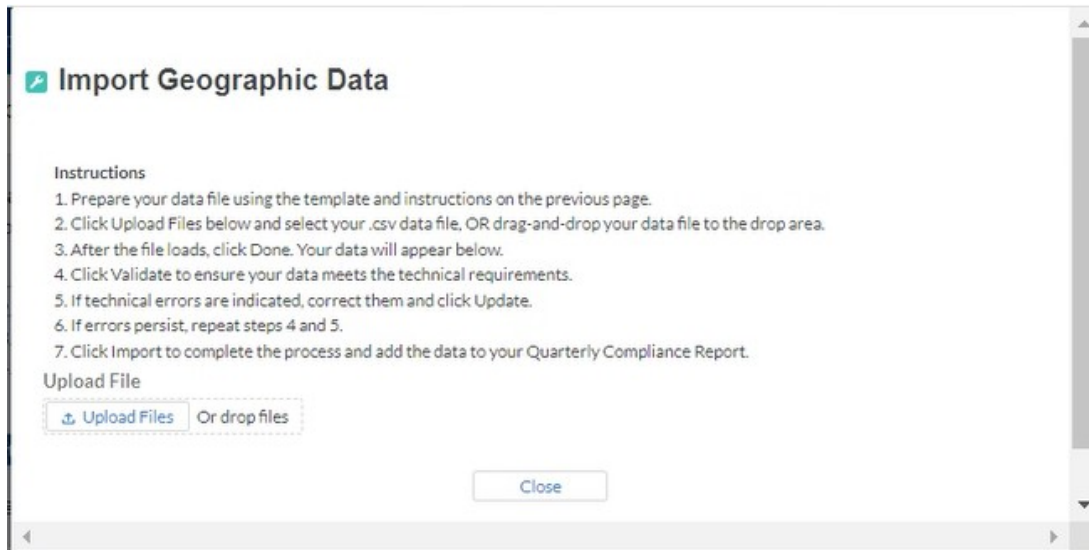 Import Geographic Data
Instructions
1. Prepare your data file using the template and instructions on the previous page.
2. Click Upload Files below and select your .csv data file, OR drag-and-drop your data file to the drop area.
3. After the file loads, click Done. Your data will appear below.
4. Click Validate to ensure your data meets the technical requirements.
5. If technical errors are indicated, correct them and click Update.
6. If errors persist, repeat steps 4 and 5.
7. Click Import to complete the process and add the data to your Quarterly Compliance Report.
Upload File
Upload Files Or drop files
Close